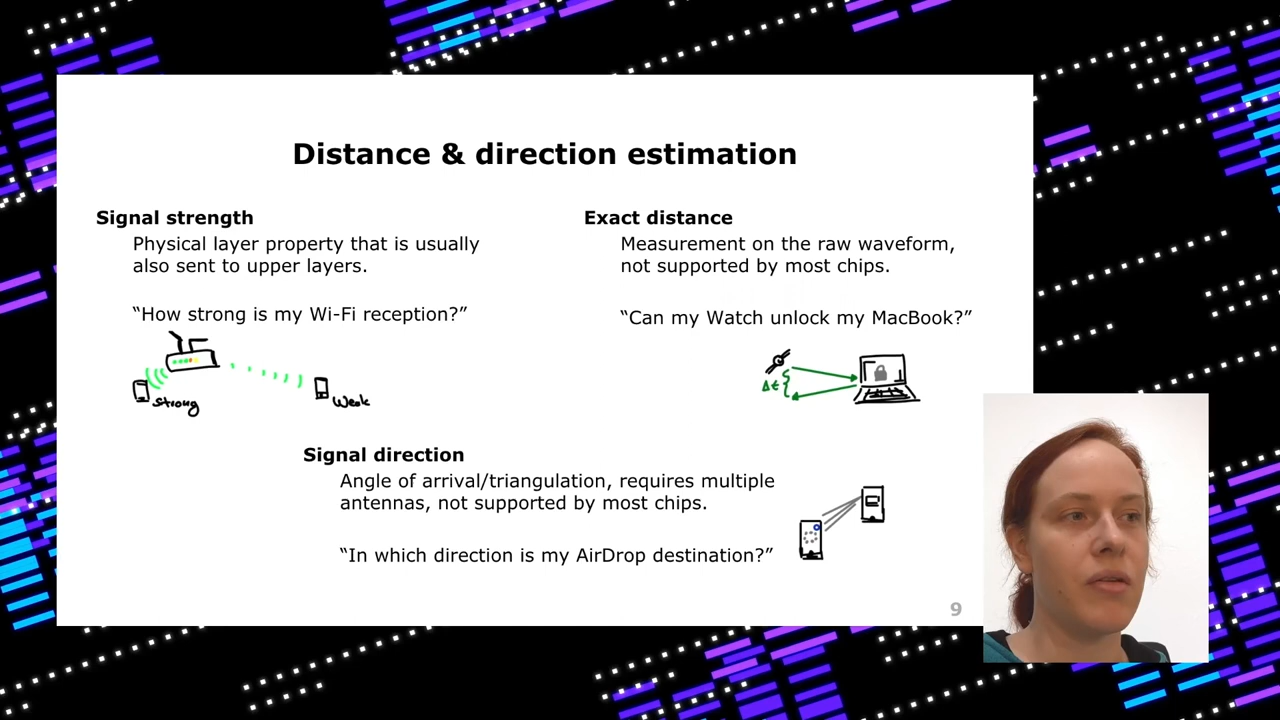 Distance & direction estimation
Signal strength
Physical layer property that is usually
also sent to upper layers.
“How strong is my Wi-Fi reception?”
Strong
Weak
Exact distance
Measurement on the raw waveform,
not supported by most chips.
“Can my Watch unlock my MacBook?”
Δt
Signal direction
Angle of arrival/triangulation, requires multiple
antennas, not supported by most chips.
“In which direction is my AirDrop destination?”
9